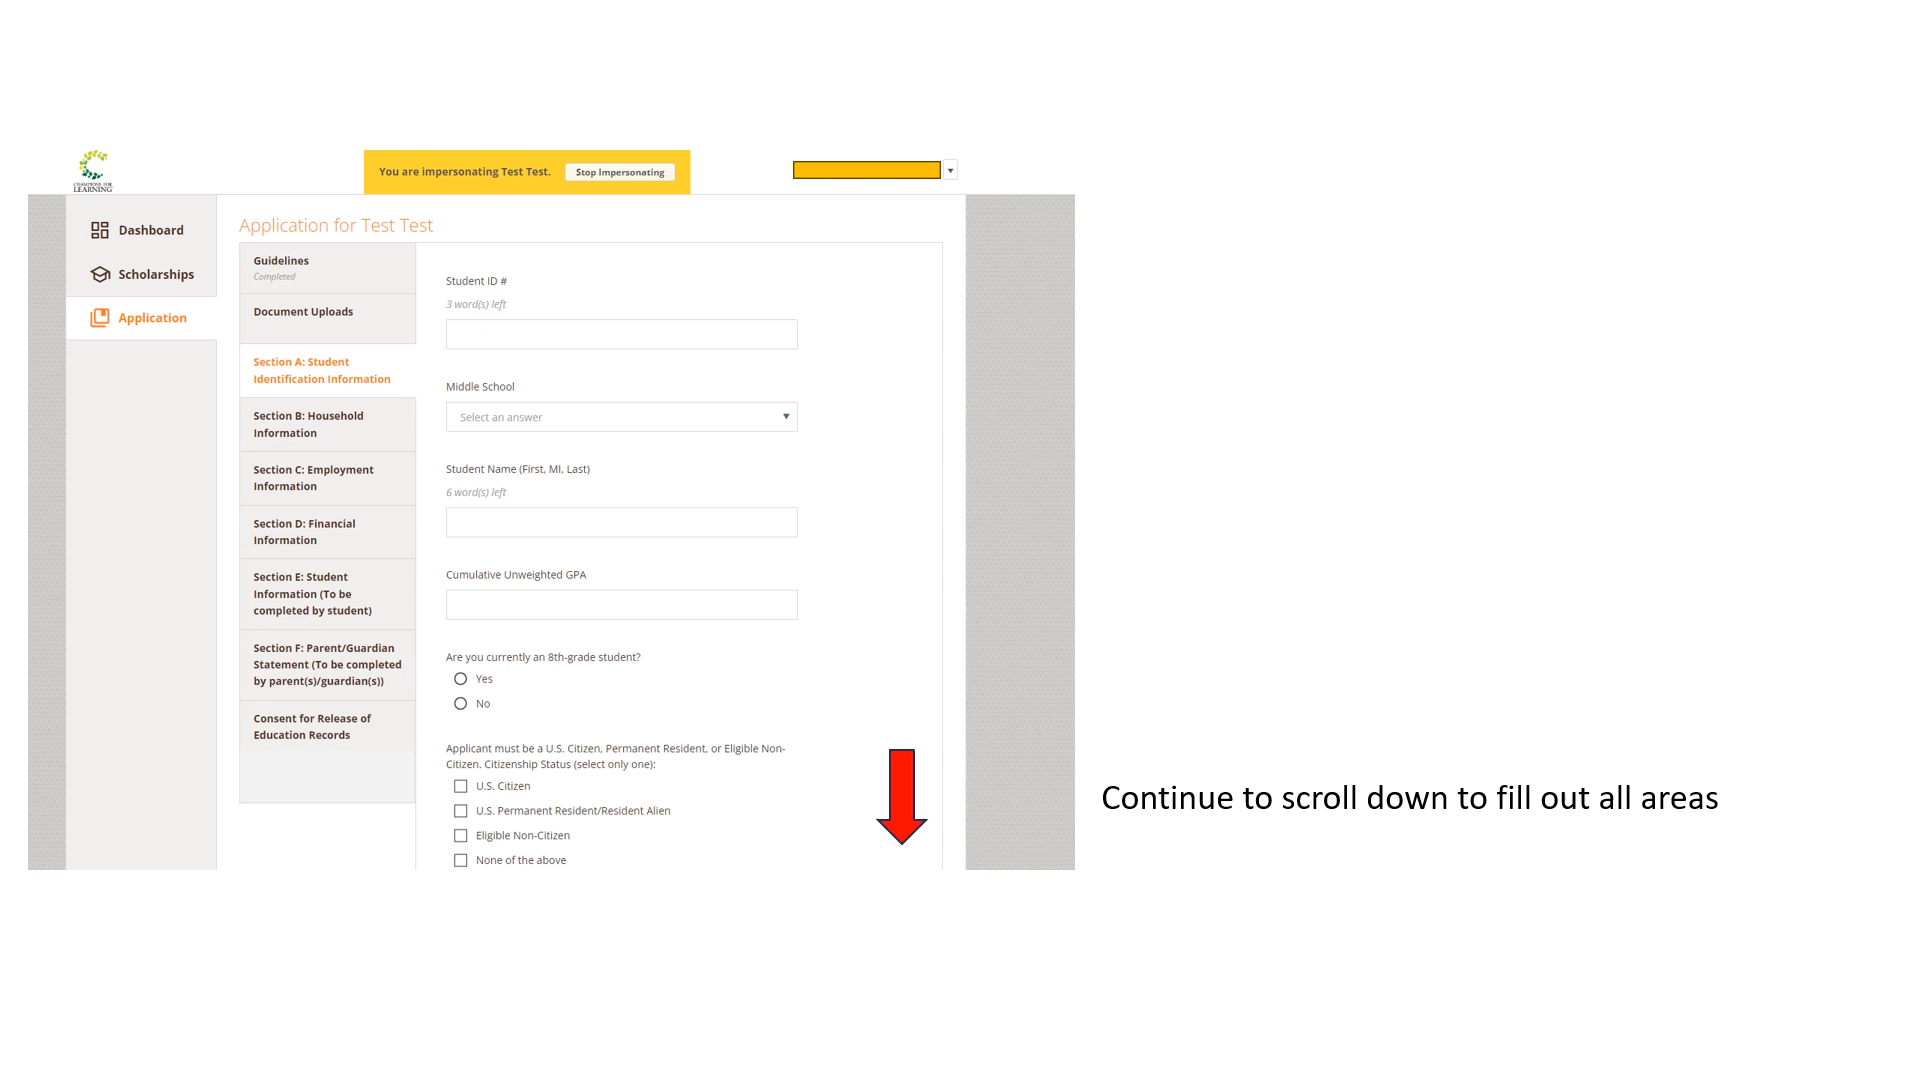 CHAMPIONS FOR
LEARNING
You are impersonating Test Test.
Stop Impersonating
Dashboard
Scholarships
Application
Application for Test Test
Guidelines
Completed
Document Uploads
Section A: Student
Identification Information
Section B: Household
Information
Section C: Employment
Information
Section D: Financial
Information
Section E: Student
Information (To be
completed by student)
Section F: Parent/Guardian
Statement (To be completed
by parent(s)/guardian(s))
Consent for Release of
Education Records
Student ID #
3 word(s) left
Middle School
Select an answer
Student Name (First, MI, Last)
6 word(s) left
Cumulative Unweighted GPA
Are you currently an 8th-grade student?
Yes
No
Applicant must be a U.S. Citizen, Permanent Resident, or Eligible Non-
Citizen. Citizenship Status (select only one):
U.S. Citizen
U.S. Permanent Resident/Resident Alien
Eligible Non-Citizen
None of the above
Continue to scroll down to fill out all areas